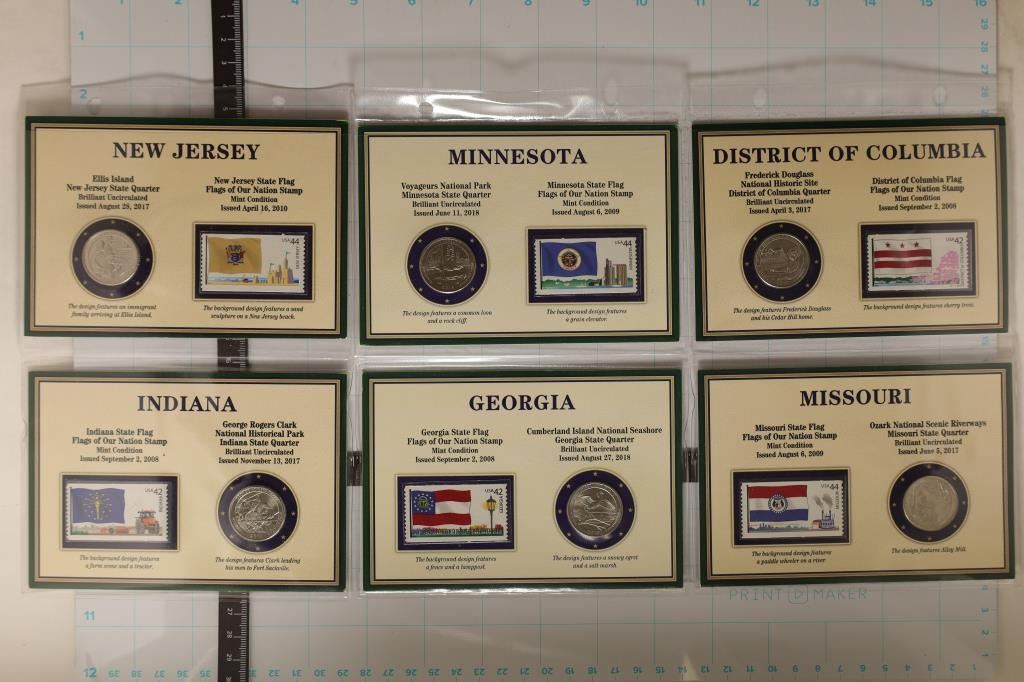 NEW JERSEY
Ellis Island
New Jersey State Quarter
Brilliant Uncirculated
Issued August 28, 2017
New Jersey State Flag
Flags of Our Nation Stamp
Mint Condition
Issued April 16, 2010
USA 44
The design features an immigrant
family arriving at Ellis Island.
The background design features a sand
sculpture on a New Jersey beach.
MINNESOTA
Voyageurs National Park
Minnesota State Quarter
Brilliant Uncirculated
Issued June 11, 2018
Minnesota State Flag
Flags of Our Nation Stamp
Mint Condition
Issued August 6, 2009
USA 44
The design features a common loon
and a rock cliff.
The background design features
a grain elevator.
DISTRICT OF COLUMBIA
Frederick Douglass
National Historic Site
District of Columbia Quarter
Brilliant Uncirculated
Issued April 3, 2017
District of Columbia Flag
Flags of Our Nation Stamp
Mint Condition
Issued September 2, 2008
USA 42
The design features Frederick Douglass
and his Cedar Hill home.
The background design features cherry trees.
INDIANA
Indiana State Flag
Flags of Our Nation Stamp
Mint Condition
Issued September 2, 2008
George Rogers Clark
National Historical Park
Indiana State Quarter
Brilliant Uncirculated
Issued November 13, 2017
USA 42
The background design features
a farm scene and a tractor.
The design features Clark leading
his men to Fort Sackville.
GEORGIA
Georgia State Flag
Flags of Our Nation Stamp
Mint Condition
Issued September 2, 2008
Cumberland Island National Seashore
Georgia State Quarter
Brilliant Uncirculated
Issued August 27, 2018
USA 42
The background design features
a fence and a lamppost.
The design features a snowy egret
and a salt marsh.
MISSOURI
Missouri State Flag
Flags of Our Nation Stamp
Mint Condition
Issued August 6, 2009
Ozark National Scenic Riverways
Missouri State Quarter
Brilliant Uncirculated
Issued June 5, 2017
USA 44
The background design features
a paddle wheeler on a river.
The design features Alley Mill.
PRINT MAKER